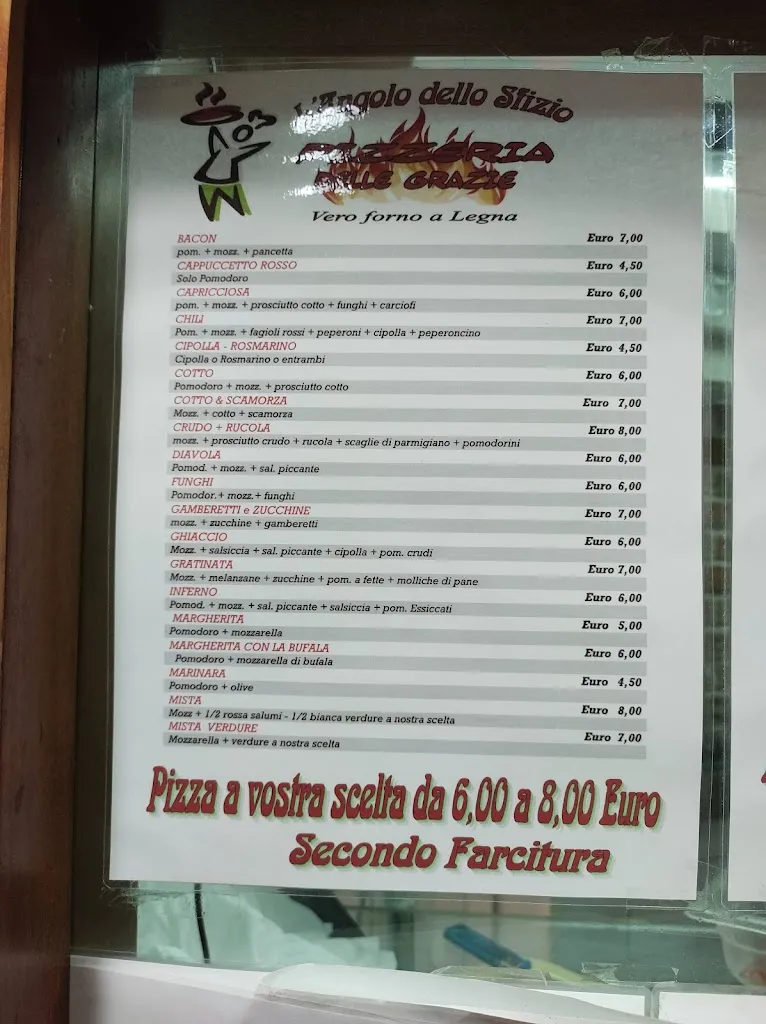 L'Angolo dello Sfizio
PIZZERIA
DELLE GRAZIE
Vero forno a Legna
BACON Euro 7,00
pom. + mozz. + pancetta
CAPPUCCETTO ROSSO Euro 4,50
Solo Pomodoro
CAPRICCIOSA Euro 6,00
pom. + mozz. + prosciutto cotto + funghi + carciofi
CHILI Euro 7,00
Pom. + mozz. + fagioli rossi + peperoni + cipolla + peperoncino
CIPOLLA - ROSMARINO Euro 4,50
Cipolla o Rosmarino o entrambi
COTTO Euro 6,00
Pomodoro + mozz. + prosciutto cotto
COTTO & SCAMORZA Euro 7,00
Mozz. + cotto + scamorza
CRUDO + RUCOLA Euro 8,00
mozz. + prosciutto crudo + rucola + scaglie di parmigiano + pomodorini
DIAVOLA Euro 6,00
Pomod. + mozz. + sal. piccante
FUNGHI Euro 6,00
Pomodor.+ mozz.+ funghi
GAMBERETTI e ZUCCHINE Euro 7,00
mozz. + zucchine + gamberetti
GHIACCIO Euro 6,00
Mozz. + salsiccia + sal. piccante + cipolla + pom. crudi
GRATINATA Euro 7,00
Mozz. + melanzane + zucchine + pom. a fette + molliche di pane
INFERNO Euro 6,00
Pomod. + mozz. + sal. piccante + salsiccia + pom. Essiccati
MARGHERITA Euro 5,00
Pomodoro + mozzarella
MARGHERITA CON LA BUFALA Euro 6,00
Pomodoro + mozzarella di bufala
MARINARA Euro 4,50
Pomodoro + olive
MISTA Euro 8,00
Mozz + 1/2 rossa salumi - 1/2 bianca verdure a nostra scelta
MISTA VERDURE Euro 7,00
Mozzarella + verdure a nostra scelta
Pizza a vostra scelta da 6,00 a 8,00 Euro
Secondo Farcitura